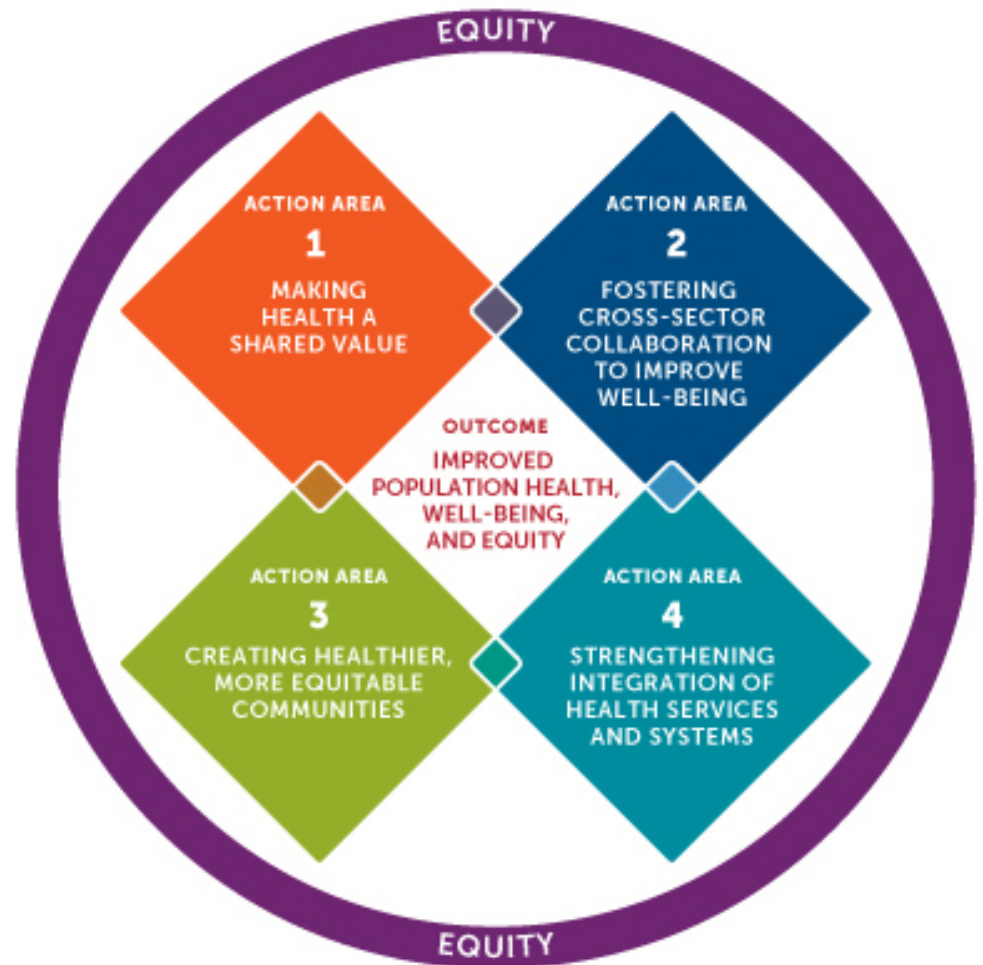 EQUITY
ACTION AREA
1
MAKING
HEALTH A
SHARED VALUE
ACTION AREA
2
FOSTERING
CROSS-SECTOR
COLLABORATION
TO IMPROVE
WELL-BEING
OUTCOME
IMPROVED
POPULATION HEALTH,
WELL-BEING,
AND EQUITY
ACTION AREA
3
CREATING HEALTHIER,
MORE EQUITABLE
COMMUNITIES
ACTION AREA
4
STRENGTHENING
INTEGRATION OF
HEALTH SERVICES
AND SYSTEMS
EQUITY